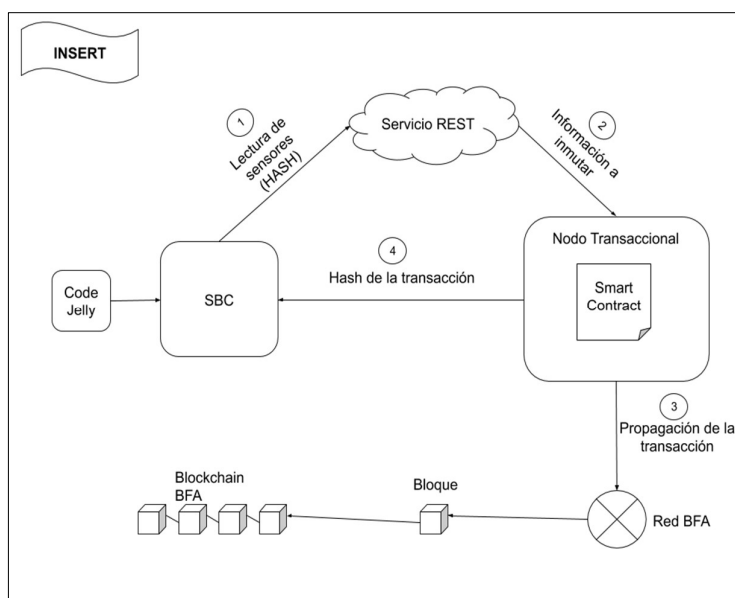 INSERT
1
Lectura de
sensores
(HASH)
Servicio REST
2
Información a
inmutar
Nodo Transaccional
Smart
Contract
4
Hash de la transacción
Code
Jelly
SBC
3
Propagación de la
transacción
Blockchain
BFA
Bloque
Red BFA